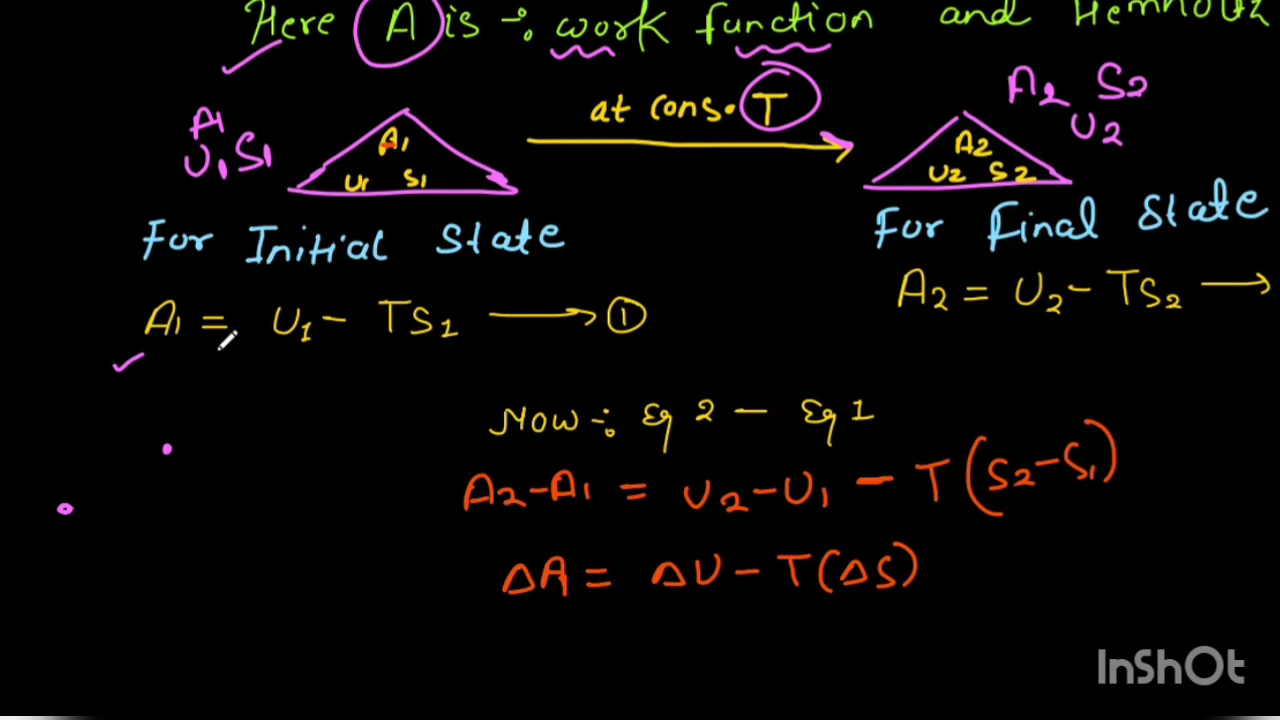 Here A is ÷ work function and Hemholtz
A1 A1 at cons. T A2 A2 S2
U1 S1 U1 S1 U2 S2 U2
For Initial State For Final State
A1 = U1 - TS1 → ① A2 = U2 - TS2 →
Now ÷ Eq 2 - Eq 1
A2-A1 = U2-U1 - T(S2-S1)
ΔA = ΔU - T(ΔS)
InShOt